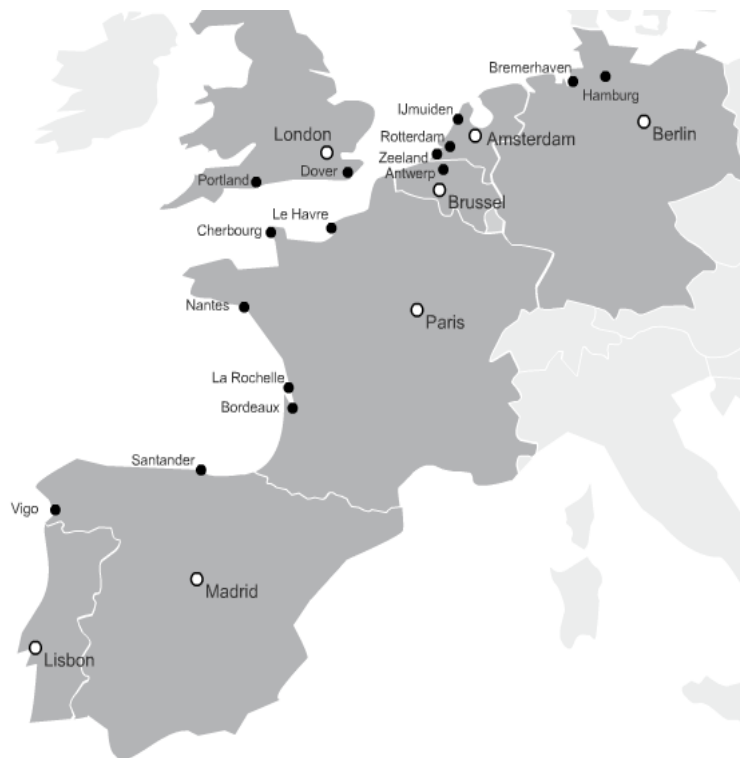 Bremerhaven
Hamburg
IJmuiden
Berlin
London
Rotterdam
Amsterdam
Zeeland
Dover
Antwerp
Portland
Brussel
Le Havre
Cherbourg
Nantes
Paris
La Rochelle
Bordeaux
Santander
Vigo
Madrid
Lisbon